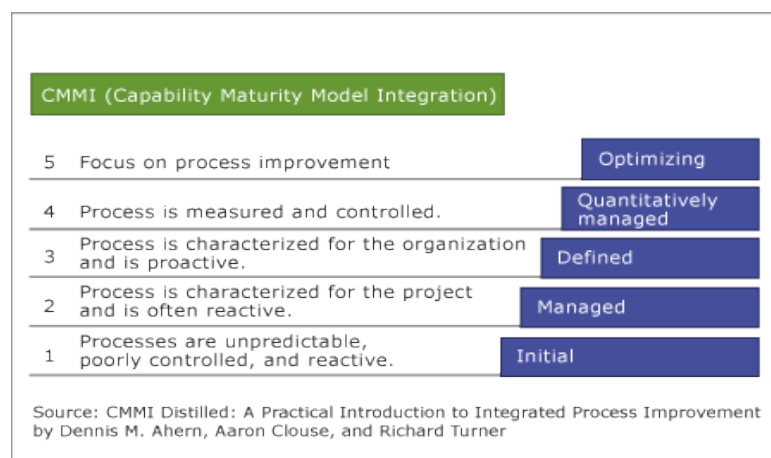 CMMI (Capability Maturity Model Integration)
5 Focus on process improvement
Optimizing
4 Process is measured and controlled.
Quantitatively
managed
3 Process is characterized for the organization
and is proactive.
Defined
2 Process is characterized for the project
and is often reactive.
Managed
1 Processes are unpredictable,
poorly controlled, and reactive.
Initial
Source: CMMI Distilled: A Practical Introduction to Integrated Process Improvement
by Dennis M. Ahern, Aaron Clouse, and Richard Turner